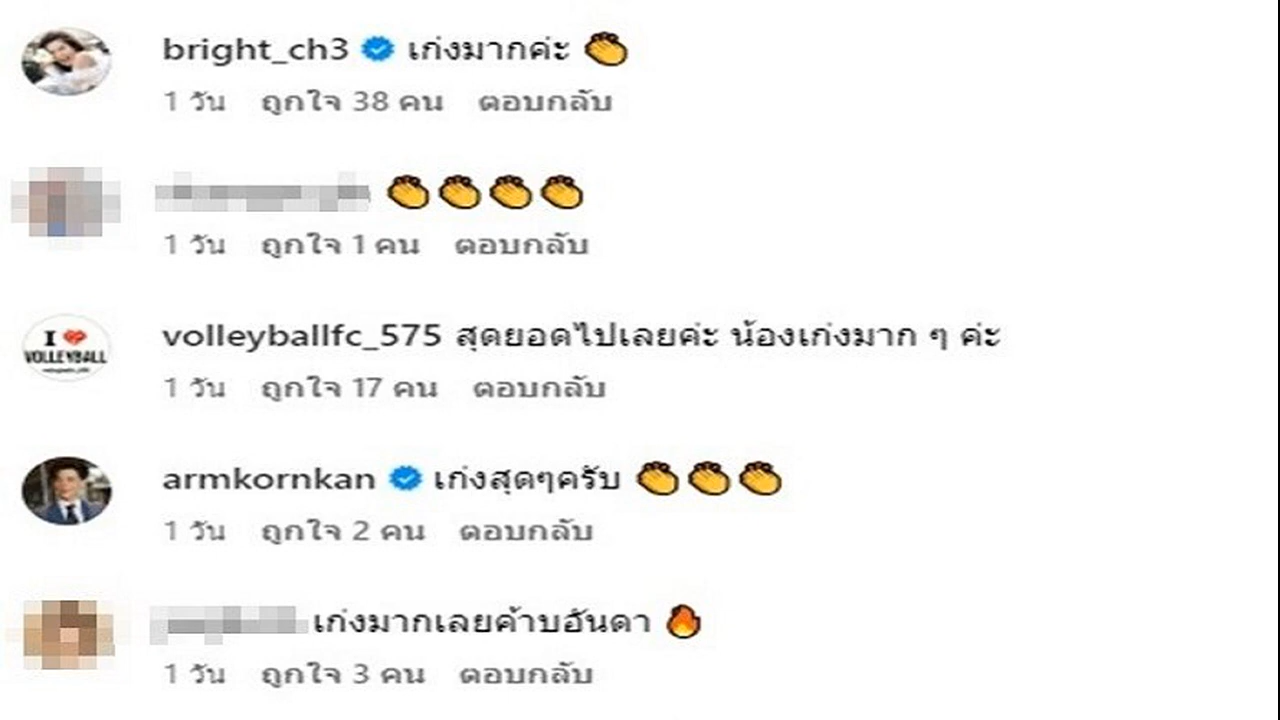 bright_ch3 เก่งมากค่ะ 👏
1 วัน ถูกใจ 38 คน ตอบกลับ
👏👏👏👏
1 วัน ถูกใจ 1 คน ตอบกลับ
I ❤ VOLLEYBALL
volleyballfc_575 สุดยอดไปเลยค่ะ น้องเก่งมาก ๆ ค่ะ
1 วัน ถูกใจ 17 คน ตอบกลับ
armkornkan เก่งสุดๆครับ 👏👏👏
1 วัน ถูกใจ 2 คน ตอบกลับ
เก่งมากเลยค้าบอันดา 🔥
1 วัน ถูกใจ 3 คน ตอบกลับ